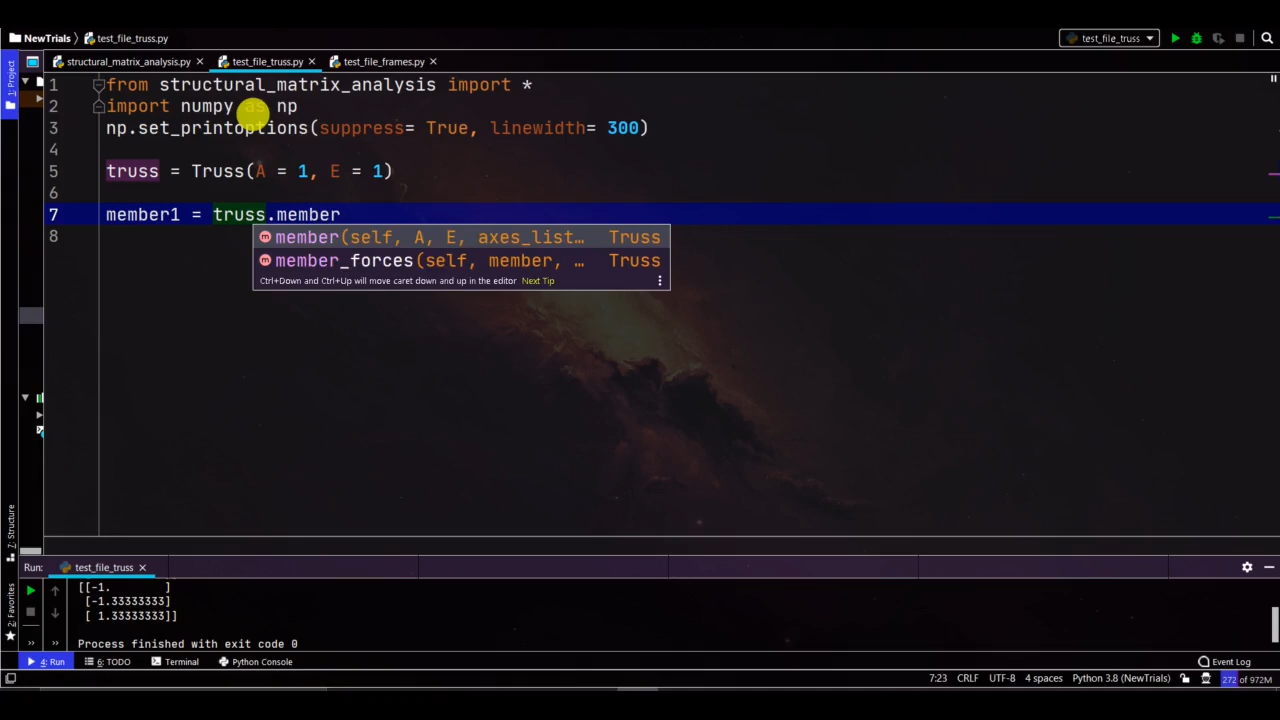 NewTrials > test_file_truss.py
test_file_truss
structural_matrix_analysis.py × test_file_truss.py × test_file_frames.py ×
1 from structural_matrix_analysis import *
2 import numpy as np
3 np.set_printoptions(suppress= True, linewidth= 300)
4
5 truss = Truss(A = 1, E = 1)
6
7 member1 = truss.member
8
member(self, A, E, axes_list… Truss
member_forces(self, member, … Truss
Ctrl+Down and Ctrl+Up will move caret down and up in the editor Next Tip
1: Project
7: Structure
2: Favorites
Run: test_file_truss ×
[[-1.        ]
[-1.33333333]
[ 1.33333333]]
Process finished with exit code 0
4: Run 6: TODO Terminal Python Console Event Log
7:23 CRLF UTF-8 4 spaces Python 3.8 (NewTrials) 272 of 972M